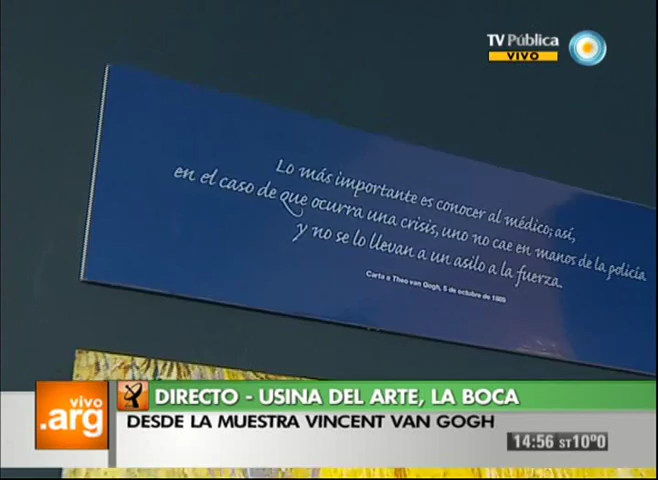 TV Pública
VIVO
Lo más importante es conocer al médico; así,
en el caso de que ocurra una crisis, uno no cae en manos de la policía
y no se lo llevan a un asilo a la fuerza.
Carta a Theo van Gogh, 5 de octubre de 1889
vivo
.arg
DIRECTO - USINA DEL ARTE, LA BOCA
DESDE LA MUESTRA VINCENT VAN GOGH
14:56 ST10º0